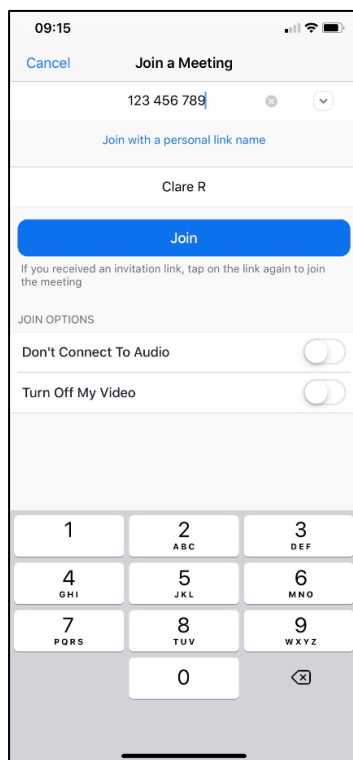 09:15
Cancel Join a Meeting
123 456 789
Join with a personal link name
Clare R
Join
If you received an invitation link, tap on the link again to join
the meeting
JOIN OPTIONS
Don't Connect To Audio
Turn Off My Video
1 2 3
ABC DEF
4 5 6
GHI JKL MNO
7 8 9
PQRS TUV WXYZ
0